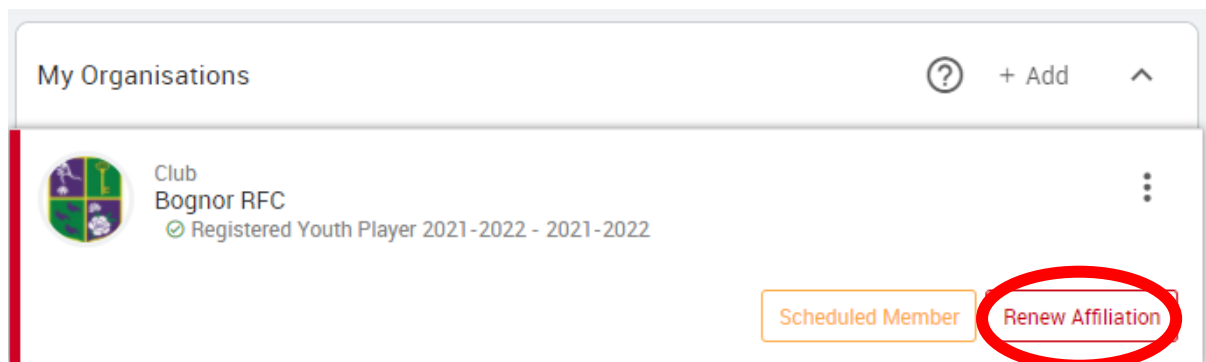 My Organisations + Add
Club
Bognor RFC
Registered Youth Player 2021-2022 - 2021-2022
Scheduled Member Renew Affiliation